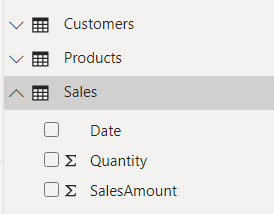 Customers
Products
Sales
Date
Σ Quantity
Σ SalesAmount